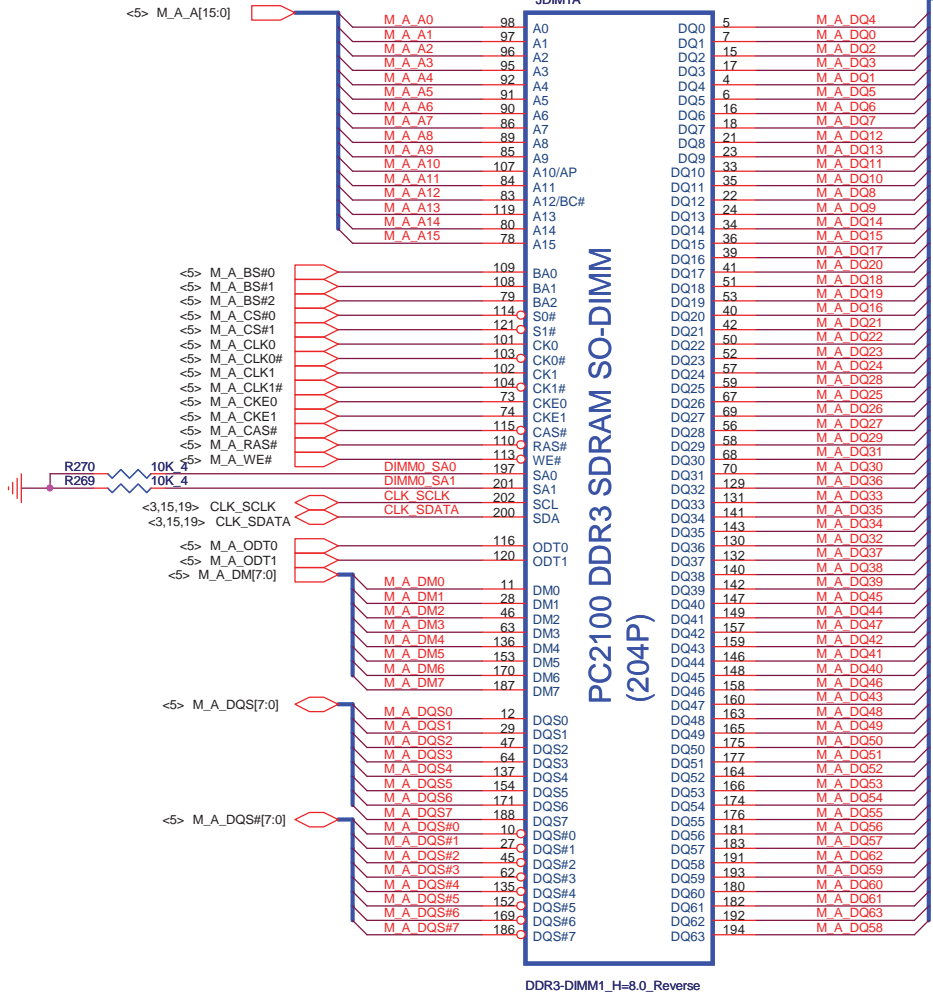 JDIM1A
<5> M_A_A[15:0]
M_A_A0 98 A0 DQ0 5 M_A_DQ4
M_A_A1 97 A1 DQ1 7 M_A_DQ0
M_A_A2 96 A2 DQ2 15 M_A_DQ2
M_A_A3 95 A3 DQ3 17 M_A_DQ3
M_A_A4 92 A4 DQ4 4 M_A_DQ1
M_A_A5 91 A5 DQ5 6 M_A_DQ5
M_A_A6 90 A6 DQ6 16 M_A_DQ6
M_A_A7 86 A7 DQ7 18 M_A_DQ7
M_A_A8 89 A8 DQ8 21 M_A_DQ12
M_A_A9 85 A9 DQ9 23 M_A_DQ13
M_A_A10 107 A10/AP DQ10 33 M_A_DQ11
M_A_A11 84 A11 DQ11 35 M_A_DQ10
M_A_A12 83 A12/BC# DQ12 22 M_A_DQ8
M_A_A13 119 A13 DQ13 24 M_A_DQ9
M_A_A14 80 A14 DQ14 34 M_A_DQ14
M_A_A15 78 A15 DQ15 36 M_A_DQ15
DQ16 39 M_A_DQ17
<5> M_A_BS#0 109 BA0 DQ17 41 M_A_DQ20
<5> M_A_BS#1 108 BA1 DQ18 51 M_A_DQ18
<5> M_A_BS#2 79 BA2 DQ19 53 M_A_DQ19
<5> M_A_CS#0 114 S0# DQ20 40 M_A_DQ16
<5> M_A_CS#1 121 S1# DQ21 42 M_A_DQ21
<5> M_A_CLK0 101 CK0 DQ22 50 M_A_DQ22
<5> M_A_CLK0# 103 CK0# DQ23 52 M_A_DQ23
<5> M_A_CLK1 102 CK1 DQ24 57 M_A_DQ24
<5> M_A_CLK1# 104 CK1# DQ25 59 M_A_DQ28
<5> M_A_CKE0 73 CKE0 DQ26 67 M_A_DQ25
<5> M_A_CKE1 74 CKE1 DQ27 69 M_A_DQ26
<5> M_A_CAS# 115 CAS# DQ28 56 M_A_DQ27
<5> M_A_RAS# 110 RAS# DQ29 58 M_A_DQ29
<5> M_A_WE# 113 WE# DQ30 68 M_A_DQ31
R270 10K_4 DIMM0_SA0 197 SA0 DQ31 70 M_A_DQ30
R269 10K_4 DIMM0_SA1 201 SA1 DQ32 129 M_A_DQ36
<3,15,19> CLK_SCLK CLK_SCLK 202 SCL DQ33 131 M_A_DQ33
<3,15,19> CLK_SDATA CLK_SDATA 200 SDA DQ34 141 M_A_DQ35
DQ35 143 M_A_DQ34
<5> M_A_ODT0 116 ODT0 DQ36 130 M_A_DQ32
<5> M_A_ODT1 120 ODT1 DQ37 132 M_A_DQ37
<5> M_A_DM[7:0] DQ38 140 M_A_DQ38
M_A_DM0 11 DM0 DQ39 142 M_A_DQ39
M_A_DM1 28 DM1 DQ40 147 M_A_DQ45
M_A_DM2 46 DM2 DQ41 149 M_A_DQ44
M_A_DM3 63 DM3 DQ42 157 M_A_DQ47
M_A_DM4 136 DM4 DQ43 159 M_A_DQ42
M_A_DM5 153 DM5 DQ44 146 M_A_DQ41
M_A_DM6 170 DM6 DQ45 148 M_A_DQ40
M_A_DM7 187 DM7 DQ46 158 M_A_DQ46
<5> M_A_DQS[7:0] DQ47 160 M_A_DQ43
M_A_DQS0 12 DQS0 DQ48 163 M_A_DQ48
M_A_DQS1 29 DQS1 DQ49 165 M_A_DQ49
M_A_DQS2 47 DQS2 DQ50 175 M_A_DQ50
M_A_DQS3 64 DQS3 DQ51 177 M_A_DQ51
M_A_DQS4 137 DQS4 DQ52 164 M_A_DQ52
M_A_DQS5 154 DQS5 DQ53 166 M_A_DQ53
M_A_DQS6 171 DQS6 DQ54 174 M_A_DQ54
M_A_DQS7 188 DQS7 DQ55 176 M_A_DQ55
<5> M_A_DQS#[7:0]
M_A_DQS#0 10 DQS#0 DQ56 181 M_A_DQ56
M_A_DQS#1 27 DQS#1 DQ57 183 M_A_DQ57
M_A_DQS#2 45 DQS#2 DQ58 191 M_A_DQ62
M_A_DQS#3 62 DQS#3 DQ59 193 M_A_DQ59
M_A_DQS#4 135 DQS#4 DQ60 180 M_A_DQ60
M_A_DQS#5 152 DQS#5 DQ61 182 M_A_DQ61
M_A_DQS#6 169 DQS#6 DQ62 192 M_A_DQ63
M_A_DQS#7 186 DQS#7 DQ63 194 M_A_DQ58
PC2100 DDR3 SDRAM SO-DIMM
(204P)
DDR3-DIMM1_H=8.0_Reverse